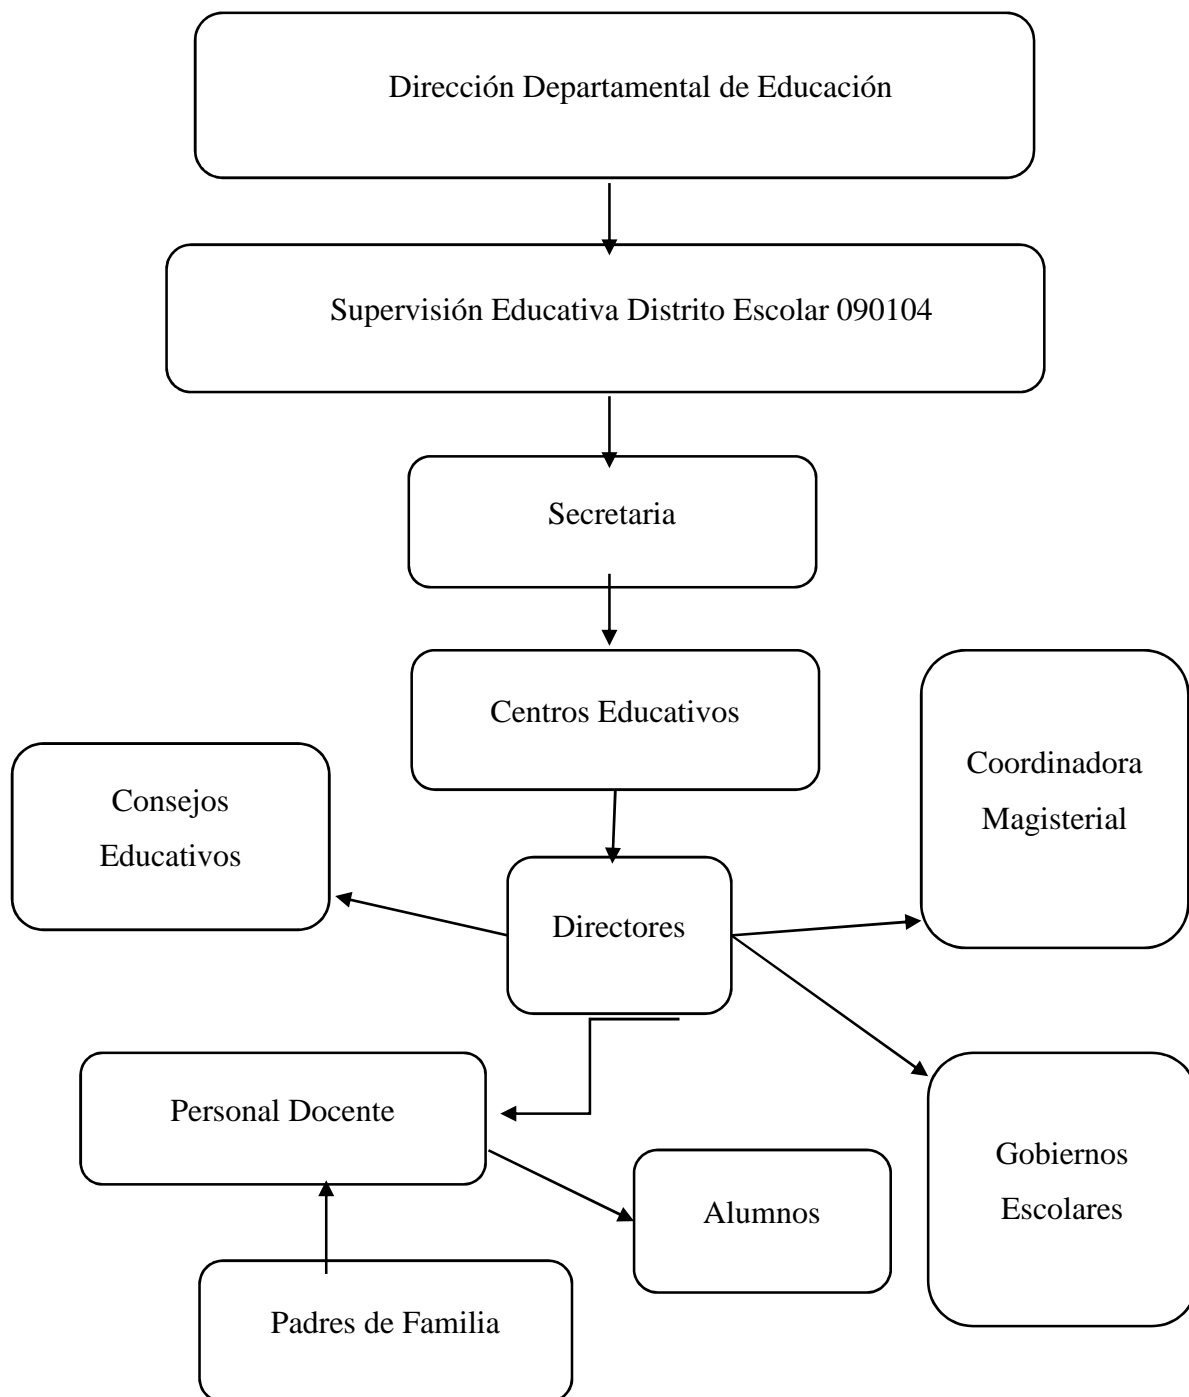 Dirección Departamental de Educación
Supervisión Educativa Distrito Escolar 090104
Secretaria
Centros Educativos
Coordinadora
Magisterial
Consejos
Educativos
Directores
Personal Docente
Gobiernos
Escolares
Alumnos
Padres de Familia